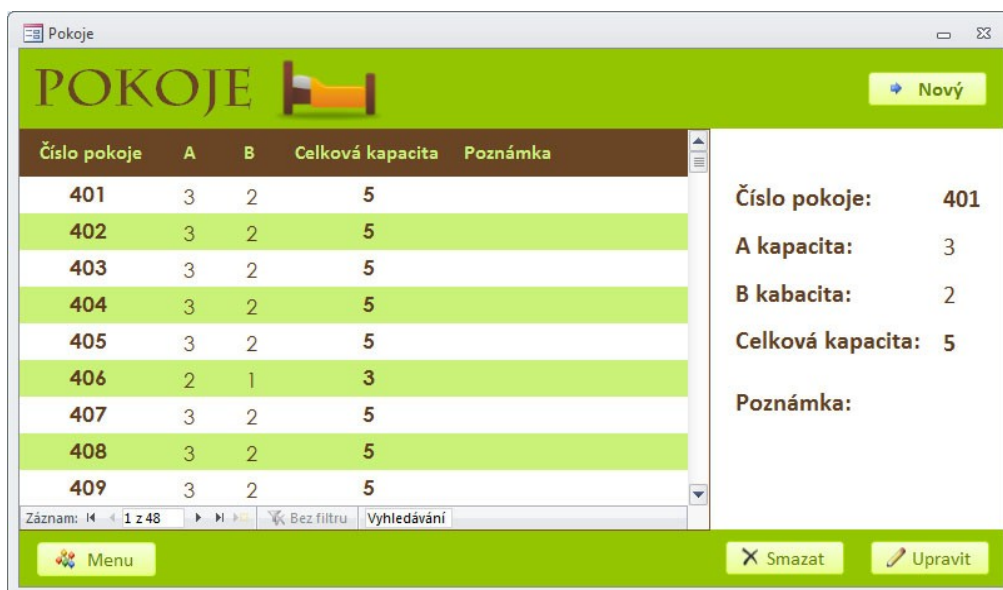 Pokoje
POKOJE
Nový
Číslo pokoje A B Celková kapacita Poznámka
401 3 2 5
402 3 2 5
403 3 2 5
404 3 2 5
405 3 2 5
406 2 1 3
407 3 2 5
408 3 2 5
409 3 2 5
Záznam: 1 z 48 Bez filtru Vyhledávání
Číslo pokoje: 401
A kapacita: 3
B kabacita: 2
Celková kapacita: 5
Poznámka:
Menu
Smazat
Upravit